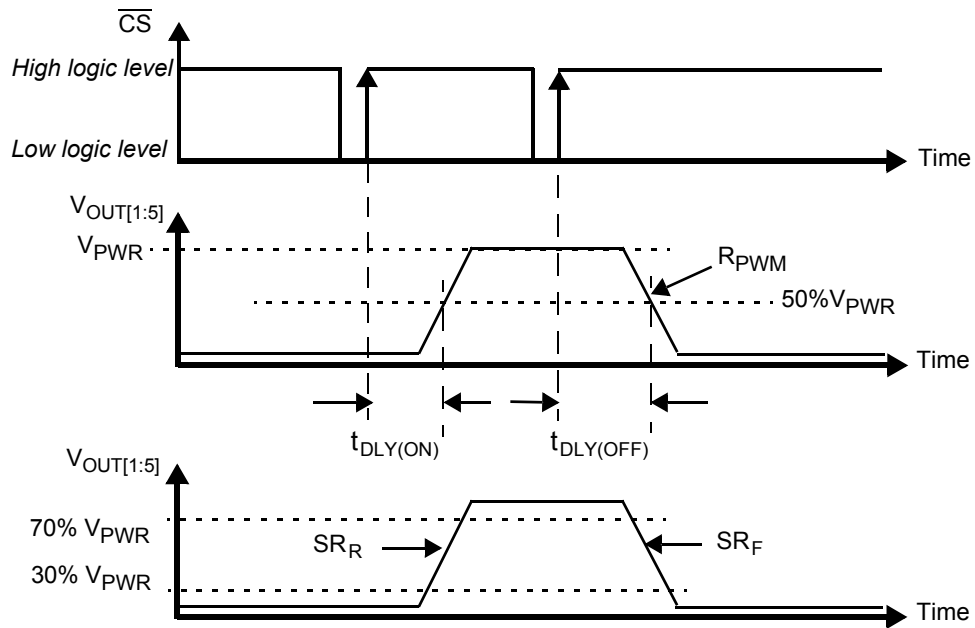 CS
High logic level
Low logic level
Time
VOUT[1:5]
VPWR
RPWM
50%VPWR
Time
tDLY(ON)
tDLY(OFF)
VOUT[1:5]
70% VPWR
SRR
SRF
30% VPWR
Time